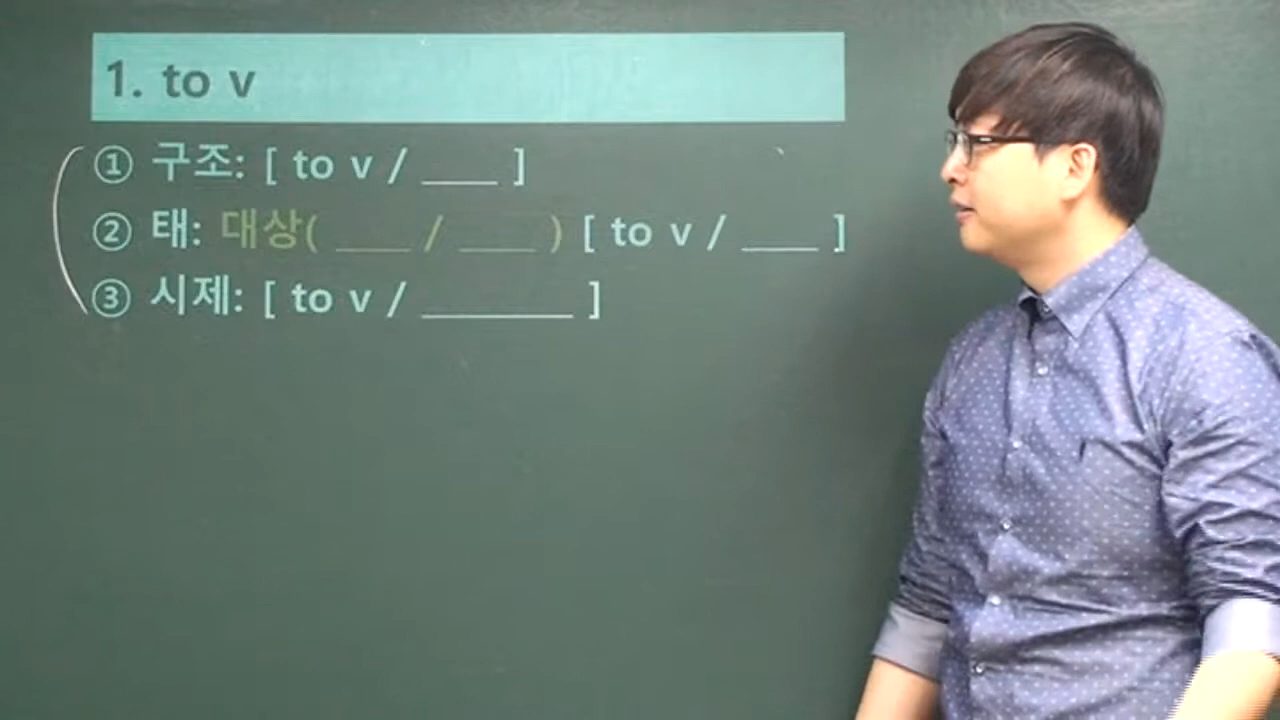 1. to v
① 구조: [ to v / ____ ]
② 태: 대상( ____ / ____ ) [ to v / ____ ]
③ 시제: [ to v / ________ ]